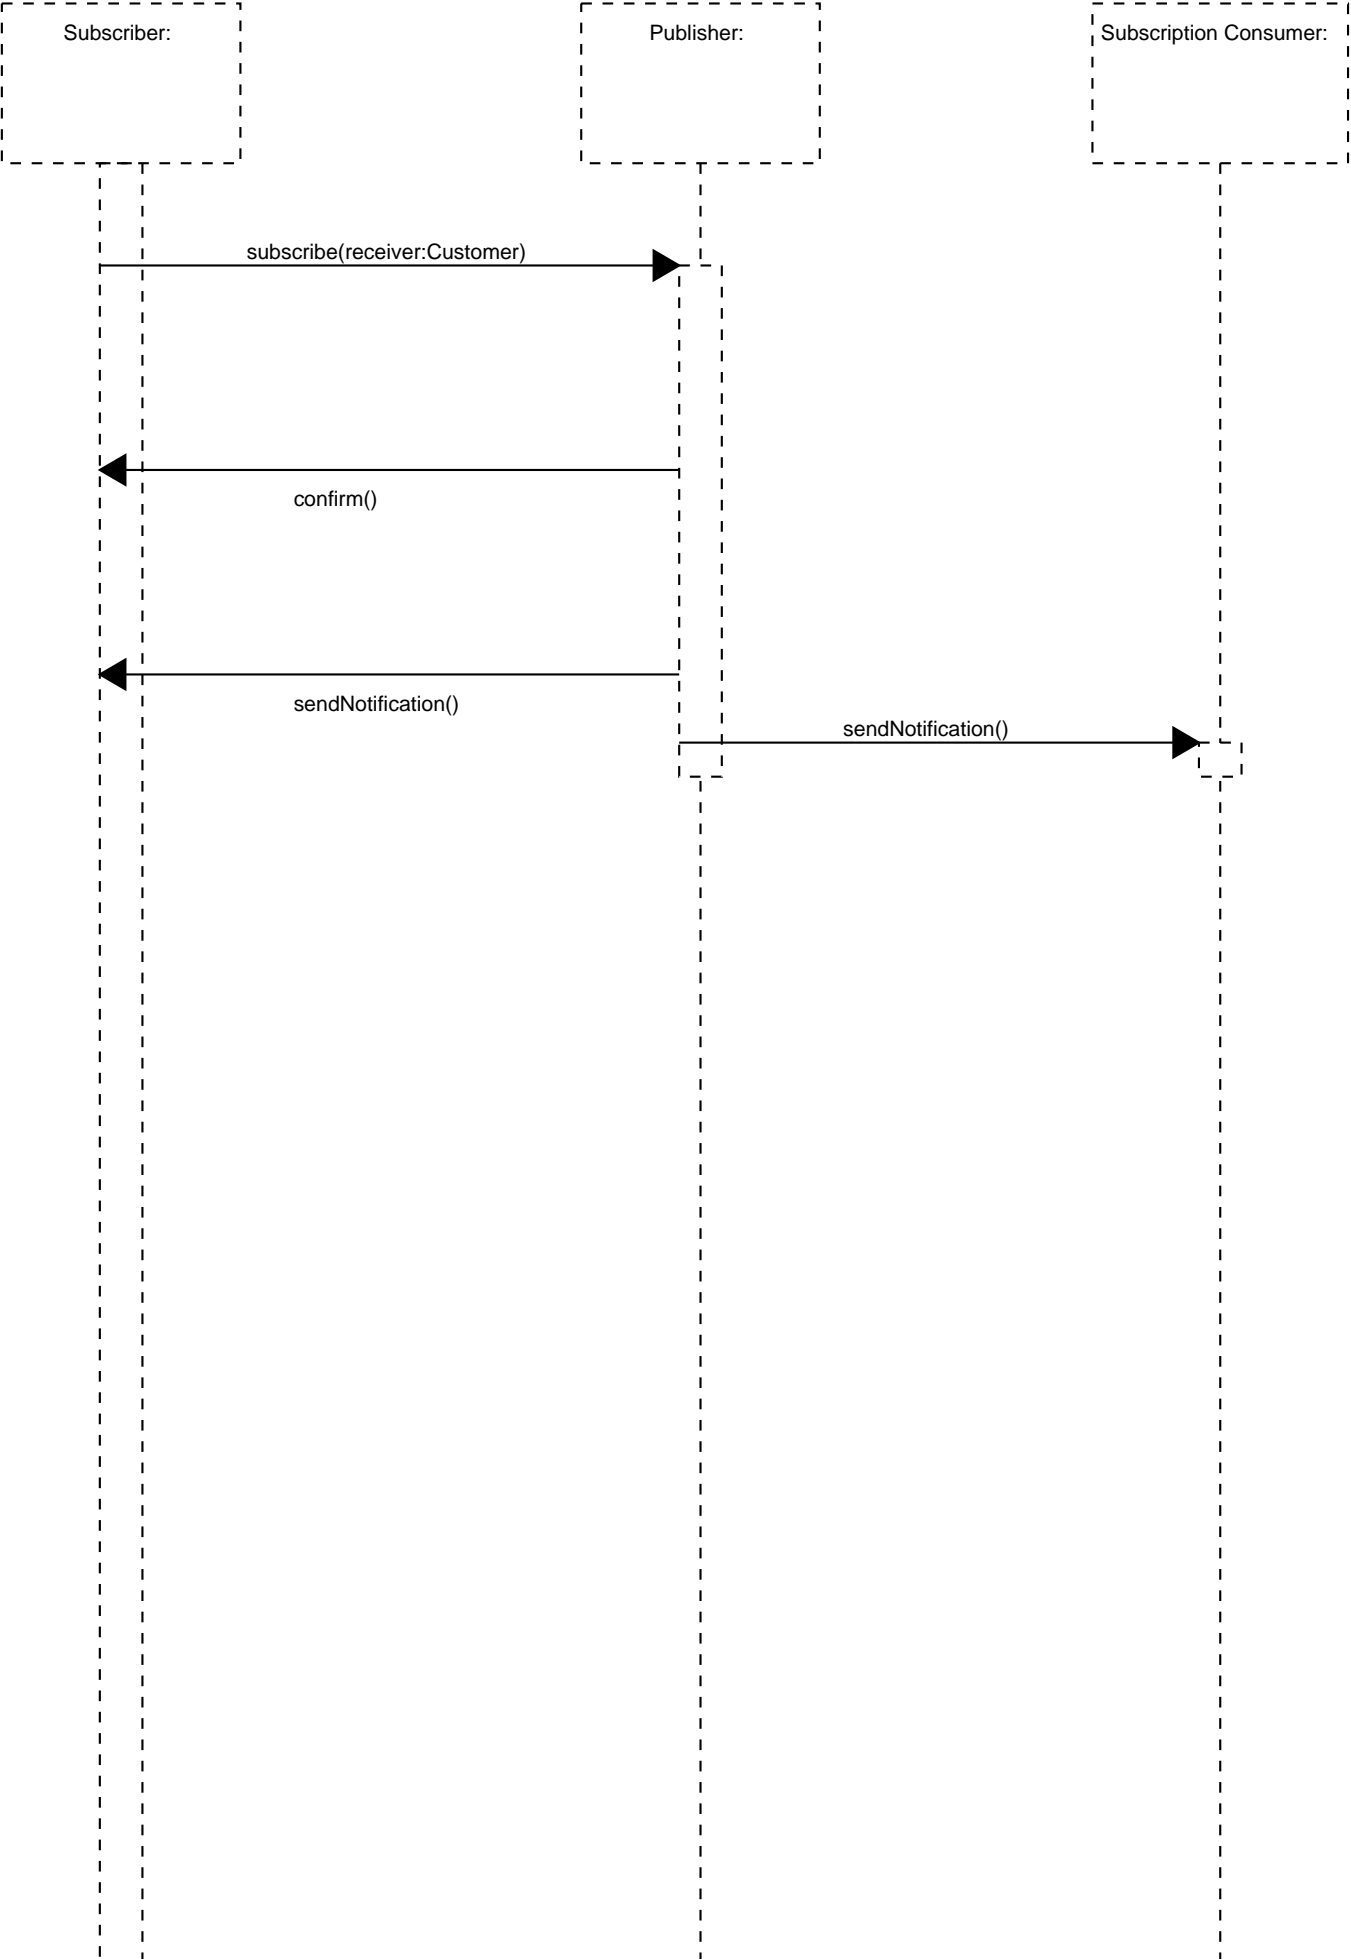 Subscriber:
Publisher:
Subscription Consumer:
subscribe(receiver:Customer)
confirm()
sendNotification()
sendNotification()